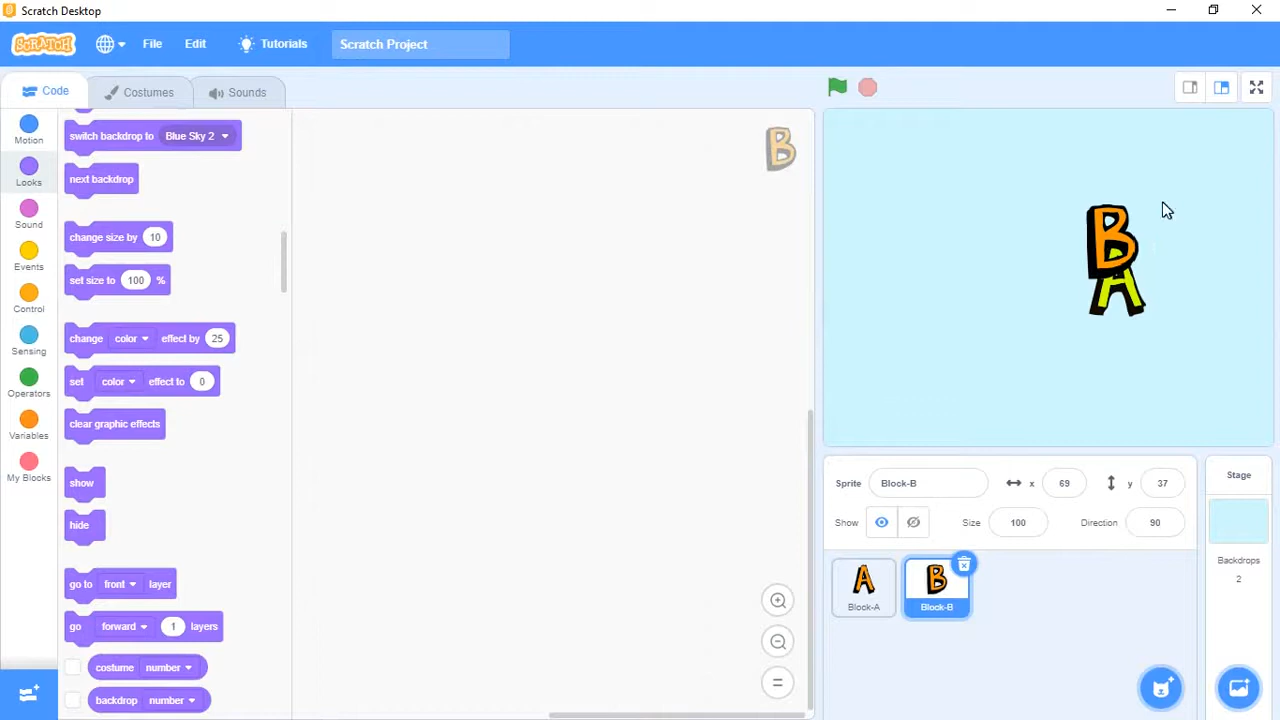 Scratch Desktop
SCRATCH File Edit Tutorials Scratch Project
Code Costumes Sounds
Motion
Looks
Sound
Events
Control
Sensing
Operators
Variables
My Blocks
switch backdrop to Blue Sky 2
next backdrop
change size by 10
set size to 100 %
change color effect by 25
set color effect to 0
clear graphic effects
show
hide
go to front layer
go forward 1 layers
costume number
backdrop number
B
B
A
Sprite Block-B x 69 y 37
Show Size 100 Direction 90
A
Block-A
B
Block-B
Stage
Backdrops
2